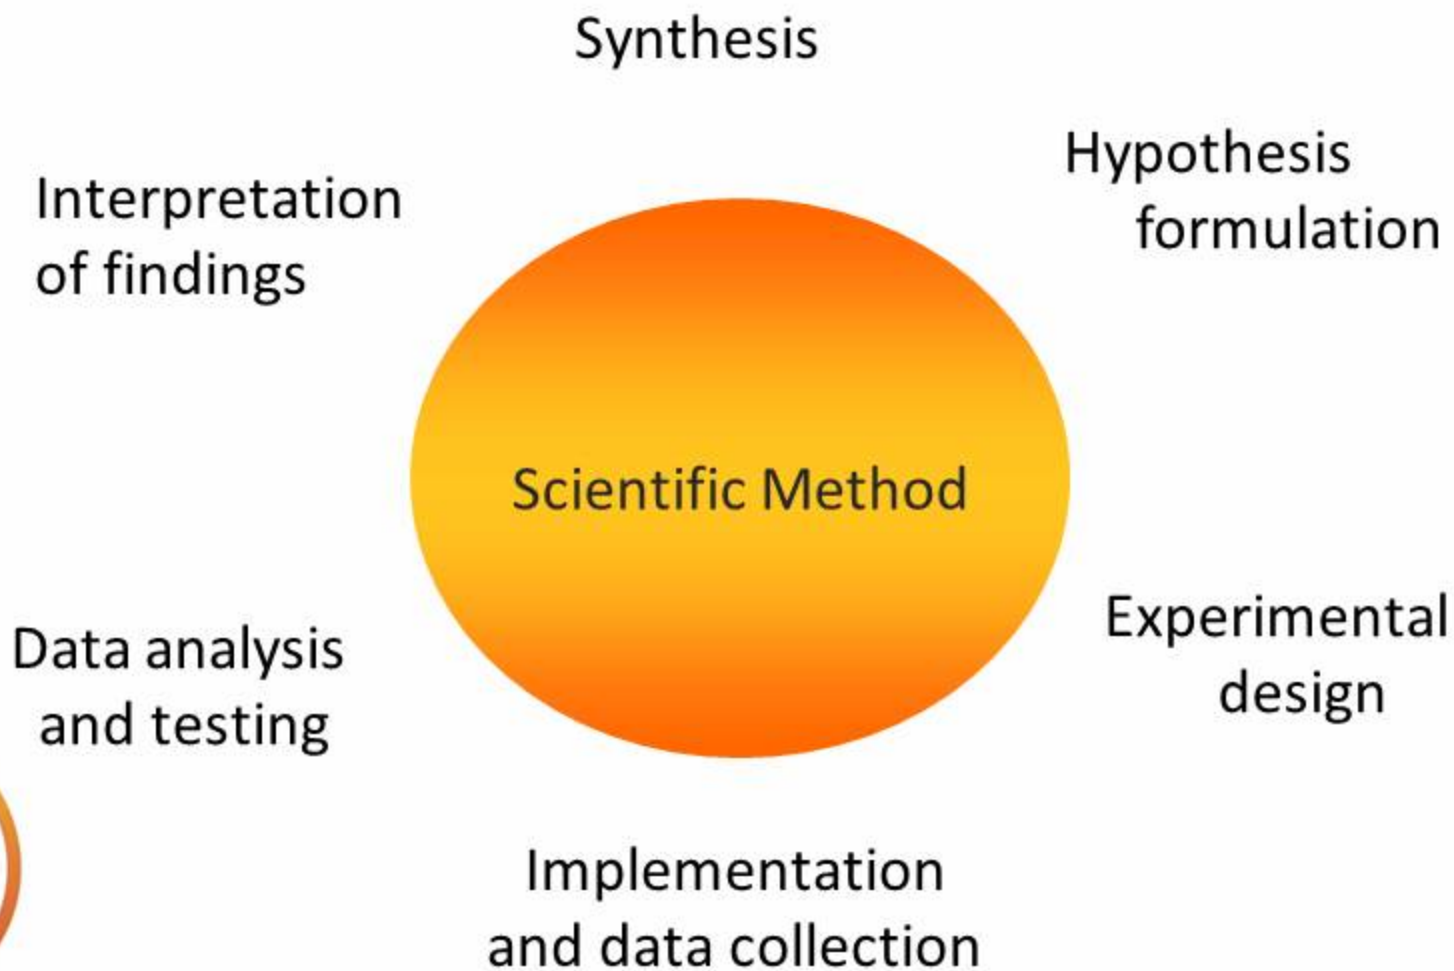 Synthesis
Hypothesis
formulation
Interpretation
of findings
Scientific Method
Experimental
design
Data analysis
and testing
Implementation
and data collection